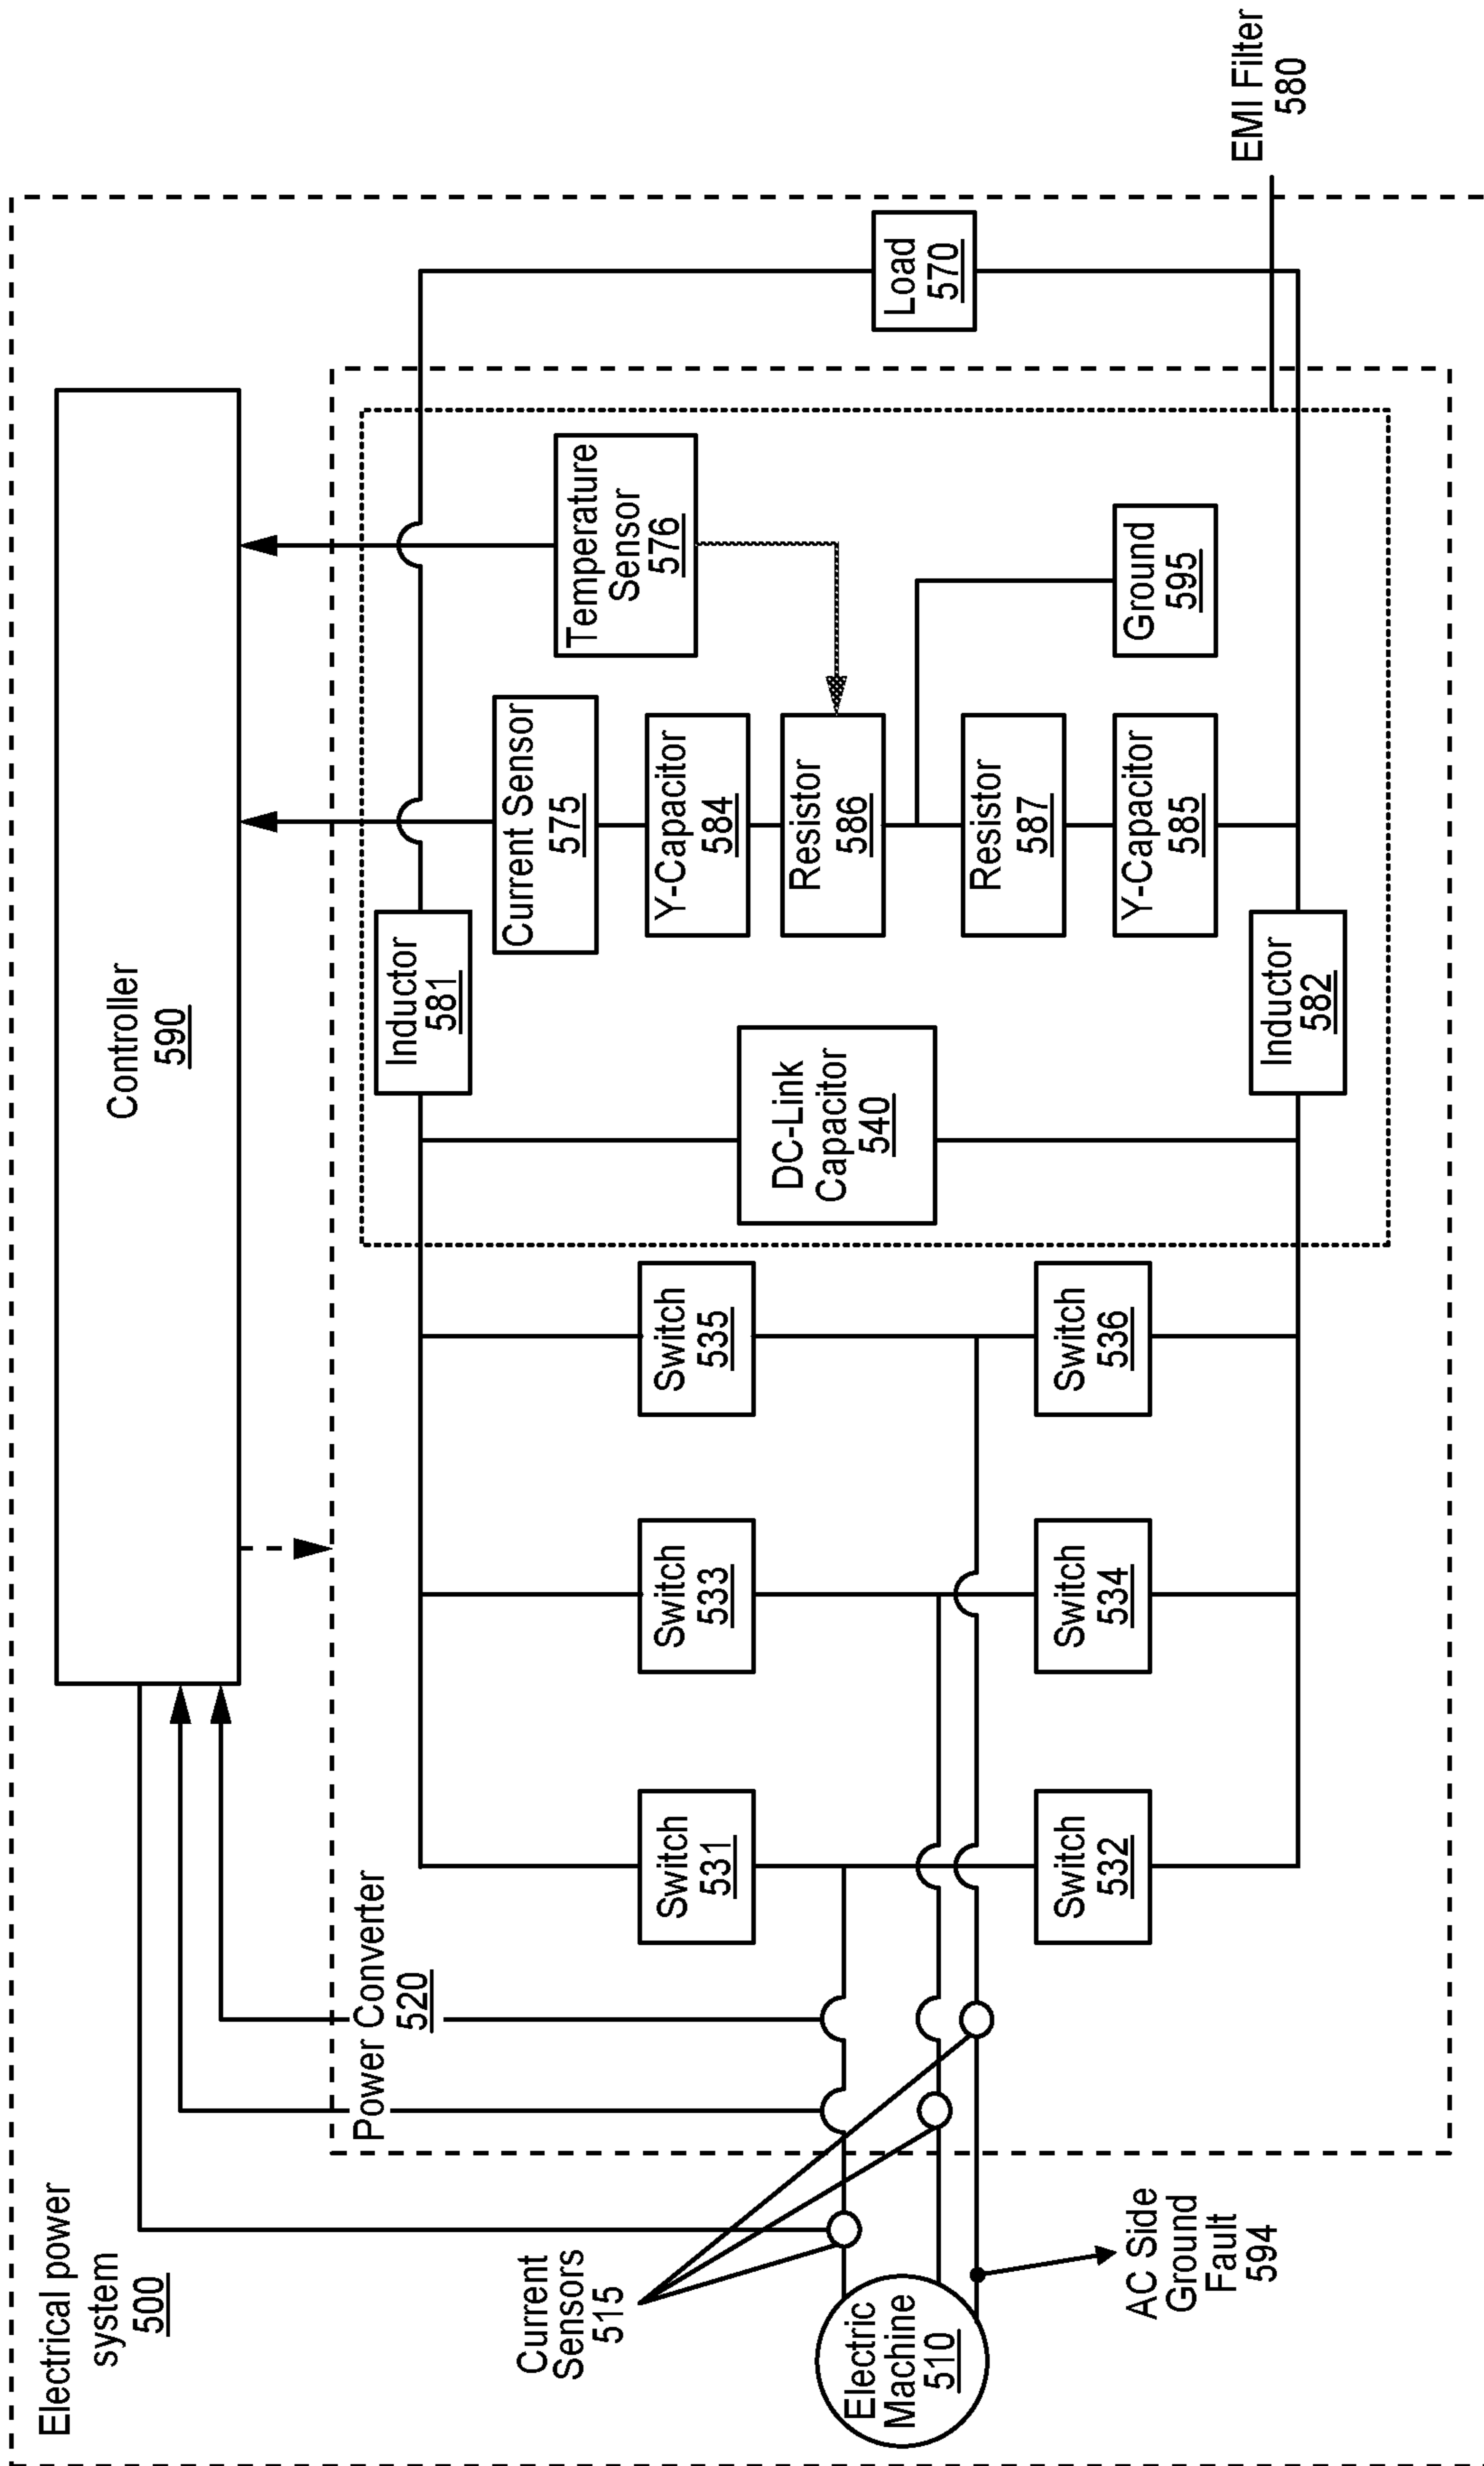 Electrical power
system
500
Controller
590
Power Converter
520
Current
Sensors
515
Electric
Machine
510
AC Side
Ground
Fault
594
Switch
531
Switch
532
Switch
533
Switch
534
Switch
535
Switch
536
DC-Link
Capacitor
540
Inductor
581
Inductor
582
Current Sensor
575
Y-Capacitor
584
Resistor
586
Resistor
587
Y-Capacitor
585
Temperature
Sensor
576
Ground
595
Load
570
EMI Filter
580